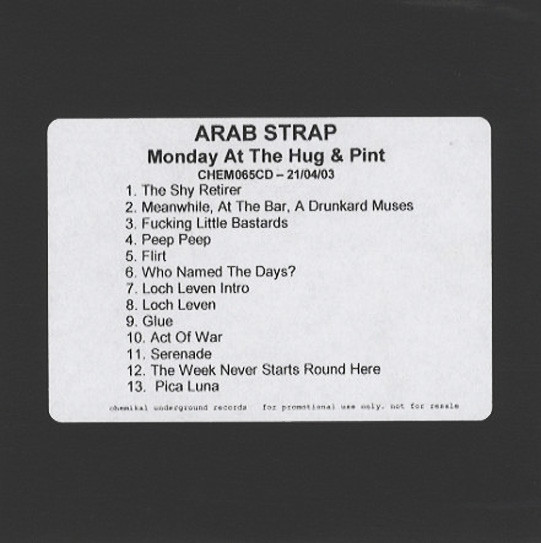 ARAB STRAP
Monday At The Hug & Pint
CHEM065CD – 21/04/03
1. The Shy Retirer
2. Meanwhile, At The Bar, A Drunkard Muses
3. Fucking Little Bastards
4. Peep Peep
5. Flirt
6. Who Named The Days?
7. Loch Leven Intro
8. Loch Leven
9. Glue
10. Act Of War
11. Serenade
12. The Week Never Starts Round Here
13. Pica Luna
chemikal underground records for promotional use only. not for resale